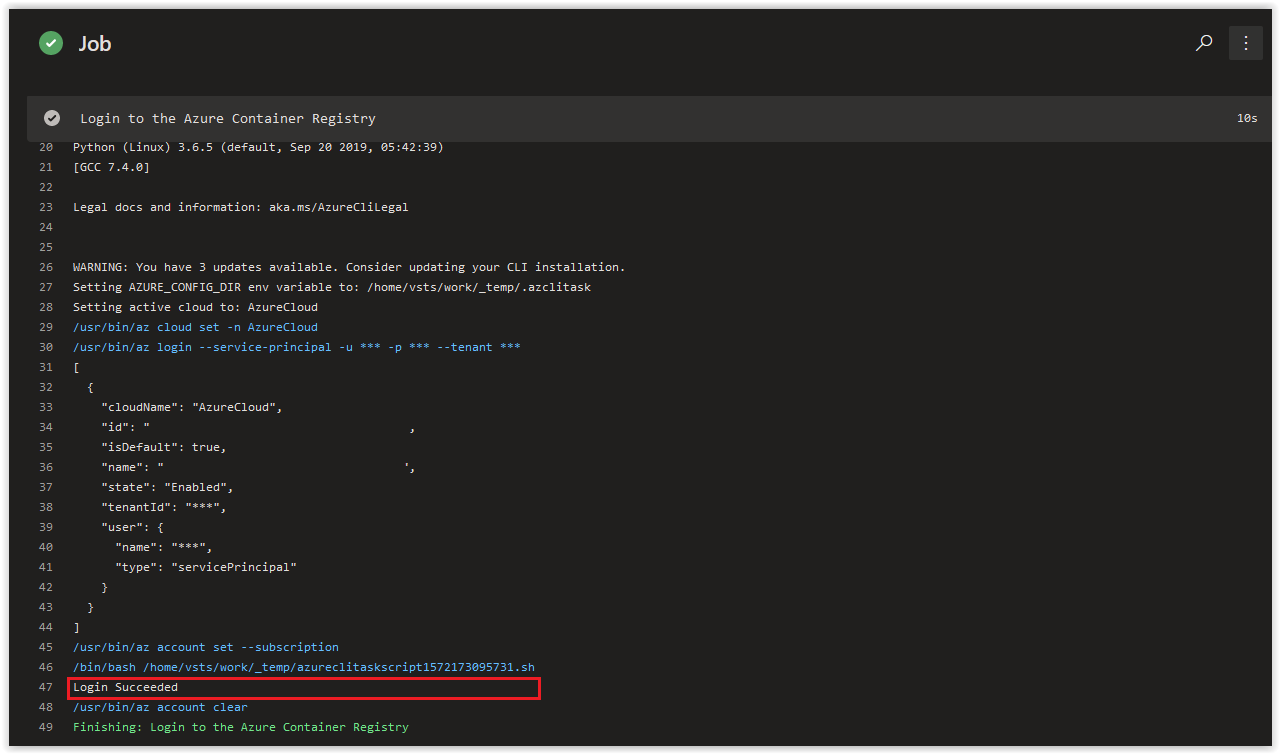 Job
Login to the Azure Container Registry 10s
20 Python (Linux) 3.6.5 (default, Sep 20 2019, 05:42:39)
21 [GCC 7.4.0]
22
23 Legal docs and information: aka.ms/AzureCliLegal
24
25
26 WARNING: You have 3 updates available. Consider updating your CLI installation.
27 Setting AZURE_CONFIG_DIR env variable to: /home/vsts/work/_temp/.azclitask
28 Setting active cloud to: AzureCloud
29 /usr/bin/az cloud set -n AzureCloud
30 /usr/bin/az login --service-principal -u *** -p *** --tenant ***
31 [
32   {
33     "cloudName": "AzureCloud",
34     "id": " ,
35     "isDefault": true,
36     "name": " ',
37     "state": "Enabled",
38     "tenantId": "***",
39     "user": {
40       "name": "***",
41       "type": "servicePrincipal"
42     }
43   }
44 ]
45 /usr/bin/az account set --subscription
46 /bin/bash /home/vsts/work/_temp/azureclitaskscript1572173095731.sh
47 Login Succeeded
48 /usr/bin/az account clear
49 Finishing: Login to the Azure Container Registry